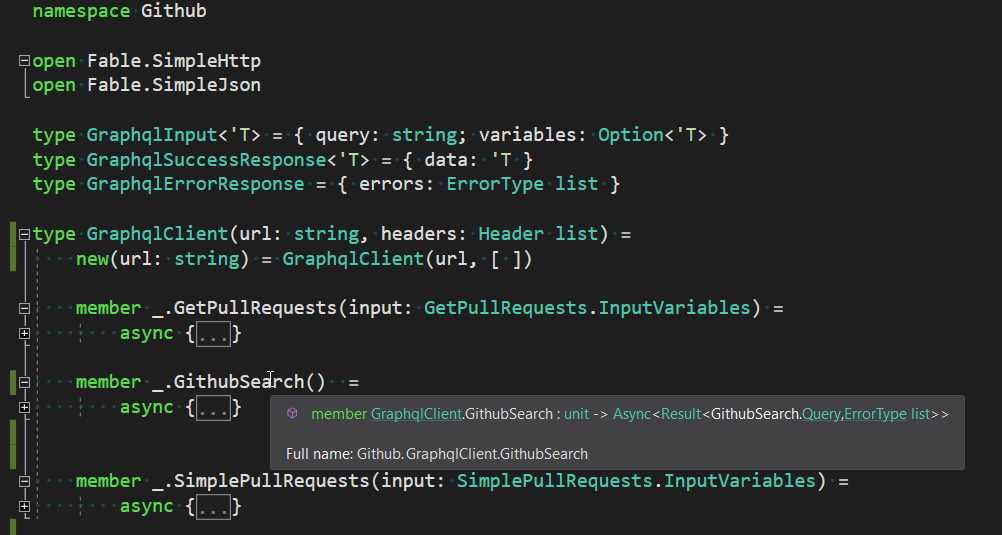 namespace Github
open Fable.SimpleHttp
open Fable.SimpleJson
type GraphqlInput<'T> = { query: string; variables: Option<'T> }
type GraphqlSuccessResponse<'T> = { data: 'T }
type GraphqlErrorResponse = { errors: ErrorType list }
type GraphqlClient(url: string, headers: Header list) =
new(url: string) = GraphqlClient(url, [ ])
member _.GetPullRequests(input: GetPullRequests.InputVariables) =
async {...}
member _.GithubSearch() =
async {...}
member GraphqlClient.GithubSearch : unit -> Async<Result<GithubSearch.Query,ErrorType list>>
Full name: Github.GraphqlClient.GithubSearch
member _.SimplePullRequests(input: SimplePullRequests.InputVariables) =
async {...}